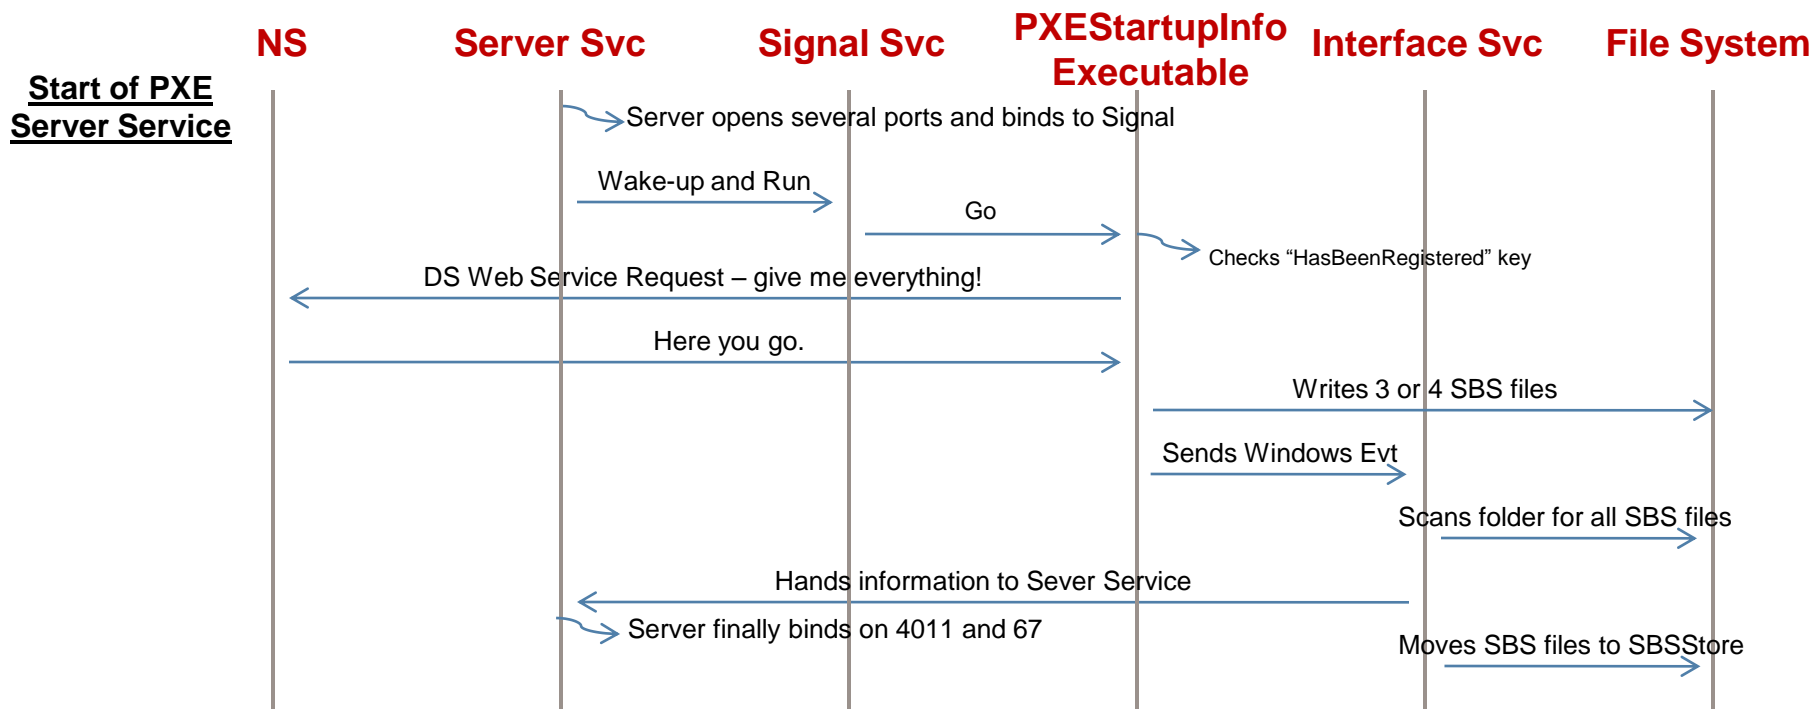 NS
Server Svc
Signal Svc
PXEStartupInfo
Executable
Interface Svc
File System
Start of PXE
Server Service
Server opens several ports and binds to Signal
Wake-up and Run
Go
Checks “HasBeenRegistered” key
DS Web Service Request – give me everything!
Here you go.
Writes 3 or 4 SBS files
Sends Windows Evt
Scans folder for all SBS files
Hands information to Sever Service
Server finally binds on 4011 and 67
Moves SBS files to SBSStore